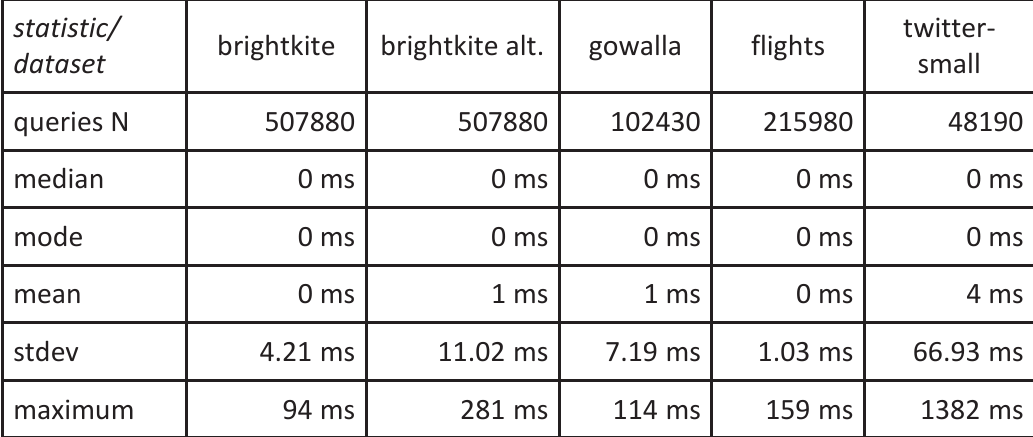 statistic/ dataset brightkite brightkite alt. gowalla flights twitter-small
queries N 507880 507880 102430 215980 48190
median 0 ms 0 ms 0 ms 0 ms 0 ms
mode 0 ms 0 ms 0 ms 0 ms 0 ms
mean 0 ms 1 ms 1 ms 0 ms 4 ms
stdev 4.21 ms 11.02 ms 7.19 ms 1.03 ms 66.93 ms
maximum 94 ms 281 ms 114 ms 159 ms 1382 ms